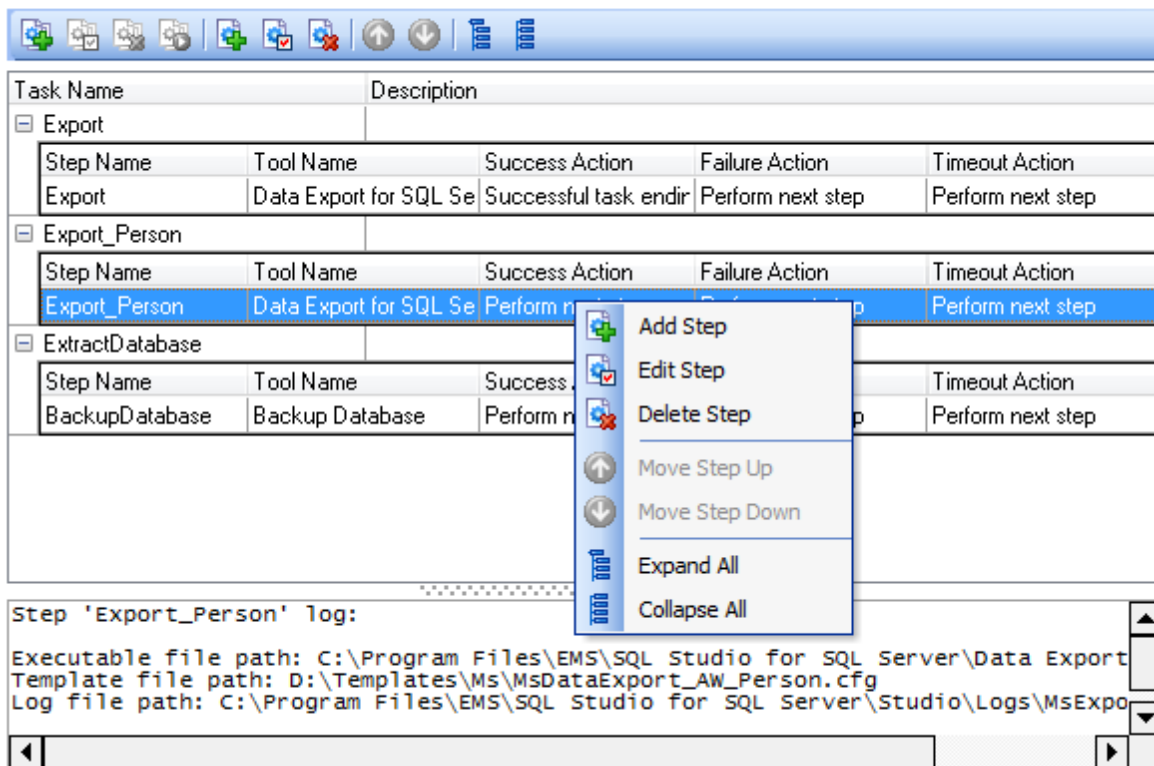 Task Name Description
Export
Step Name Tool Name Success Action Failure Action Timeout Action
Export Data Export for SQL Se Successful task endin Perform next step Perform next step
Export_Person
Step Name Tool Name Success Action Failure Action Timeout Action
Export_Person Data Export for SQL Se Perform n p Perform next step
Add Step
ExtractDatabase
Edit Step
Step Name Tool Name Success Timeout Action
BackupDatabase Backup Database Perform n p Perform next step
Delete Step
Move Step Up
Move Step Down
Expand All
Collapse All
Step 'Export_Person' log:
Executable file path: C:\Program Files\EMS\SQL Studio for SQL Server\Data Export
Template file path: D:\Templates\Ms\MsDataExport_AW_Person.cfg
Log file path: C:\Program Files\EMS\SQL Studio for SQL Server\Studio\Logs\MsExpo